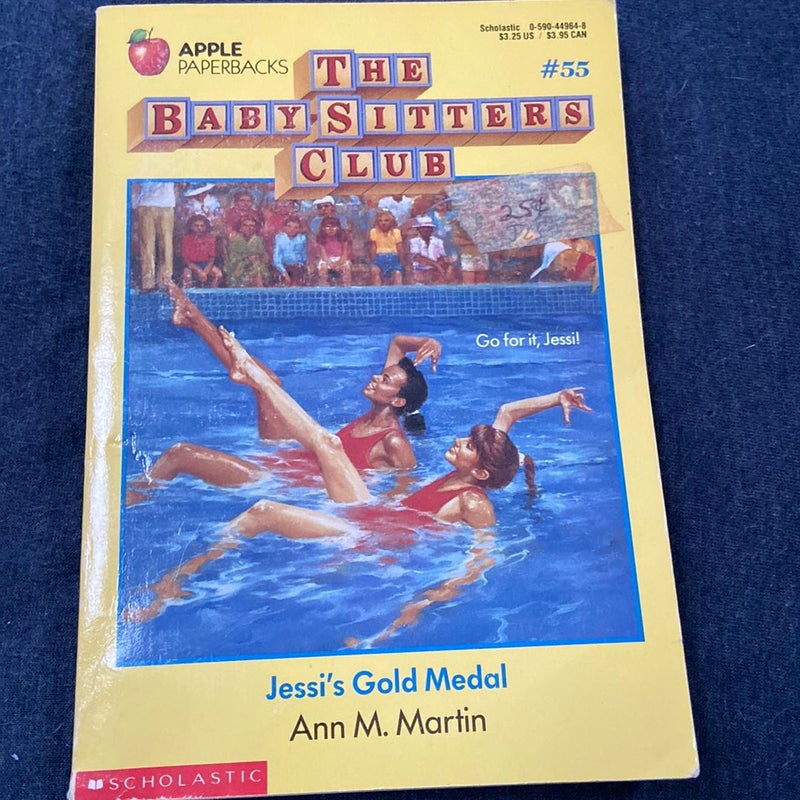 APPLE
PAPERBACKS
Scholastic 0-590-44964-8
$3.25 US / $3.95 CAN
#55
THE
BABY-SITTERS
CLUB
25¢
Go for it, Jessi!
Jessi's Gold Medal
Ann M. Martin
SCHOLASTIC